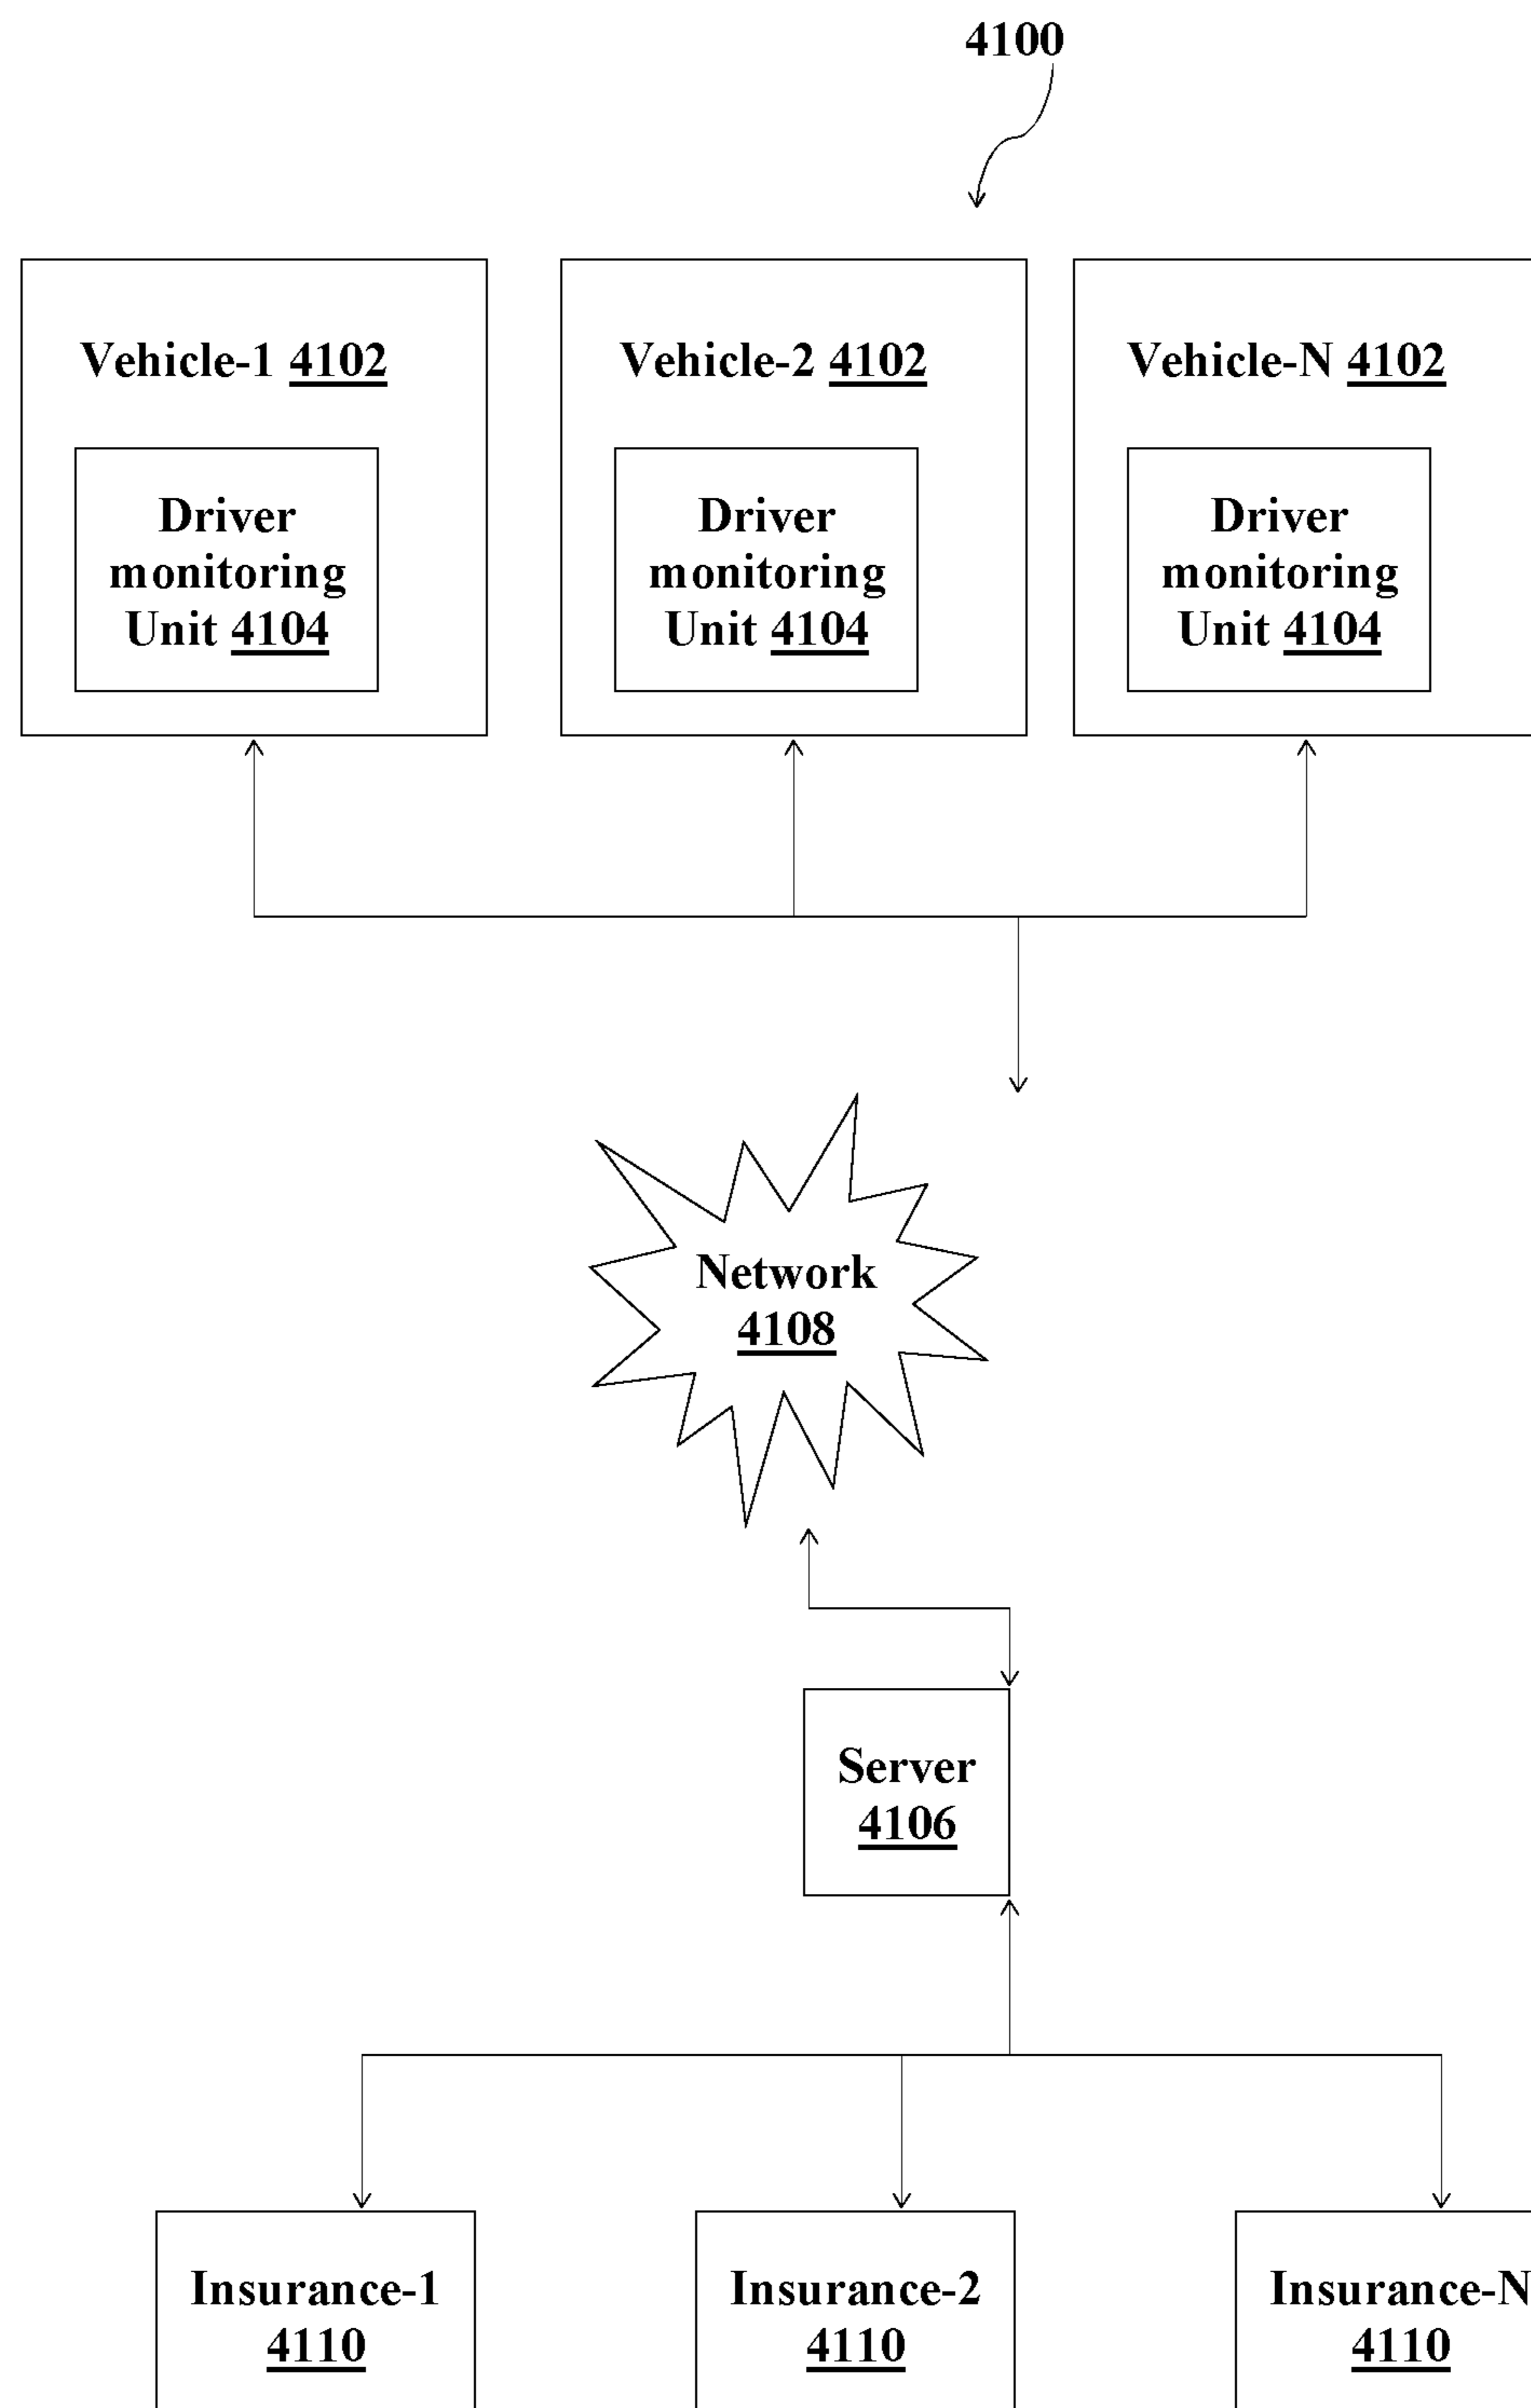 4100
Vehicle-1 4102
Driver
monitoring
Unit 4104
Vehicle-2 4102
Driver
monitoring
Unit 4104
Vehicle-N 4102
Driver
monitoring
Unit 4104
Network
4108
Server
4106
Insurance-1
4110
Insurance-2
4110
Insurance-N
4110